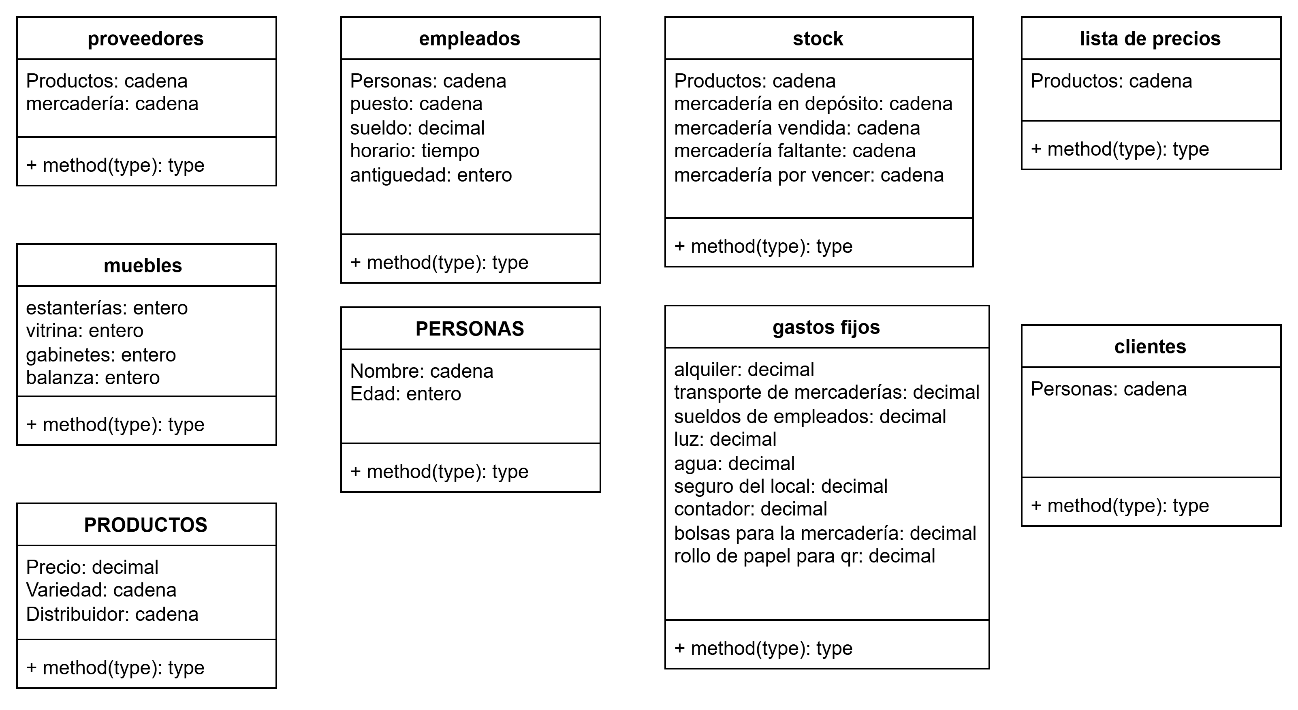 proveedores
Productos: cadena
mercadería: cadena
+ method(type): type
empleados
Personas: cadena
puesto: cadena
sueldo: decimal
horario: tiempo
antiguedad: entero
+ method(type): type
stock
Productos: cadena
mercadería en depósito: cadena
mercadería vendida: cadena
mercadería faltante: cadena
mercadería por vencer: cadena
+ method(type): type
lista de precios
Productos: cadena
+ method(type): type
muebles
estanterías: entero
vitrina: entero
gabinetes: entero
balanza: entero
+ method(type): type
PERSONAS
Nombre: cadena
Edad: entero
+ method(type): type
gastos fijos
alquiler: decimal
transporte de mercaderías: decimal
sueldos de empleados: decimal
luz: decimal
agua: decimal
seguro del local: decimal
contador: decimal
bolsas para la mercadería: decimal
rollo de papel para qr: decimal
+ method(type): type
clientes
Personas: cadena
+ method(type): type
PRODUCTOS
Precio: decimal
Variedad: cadena
Distribuidor: cadena
+ method(type): type